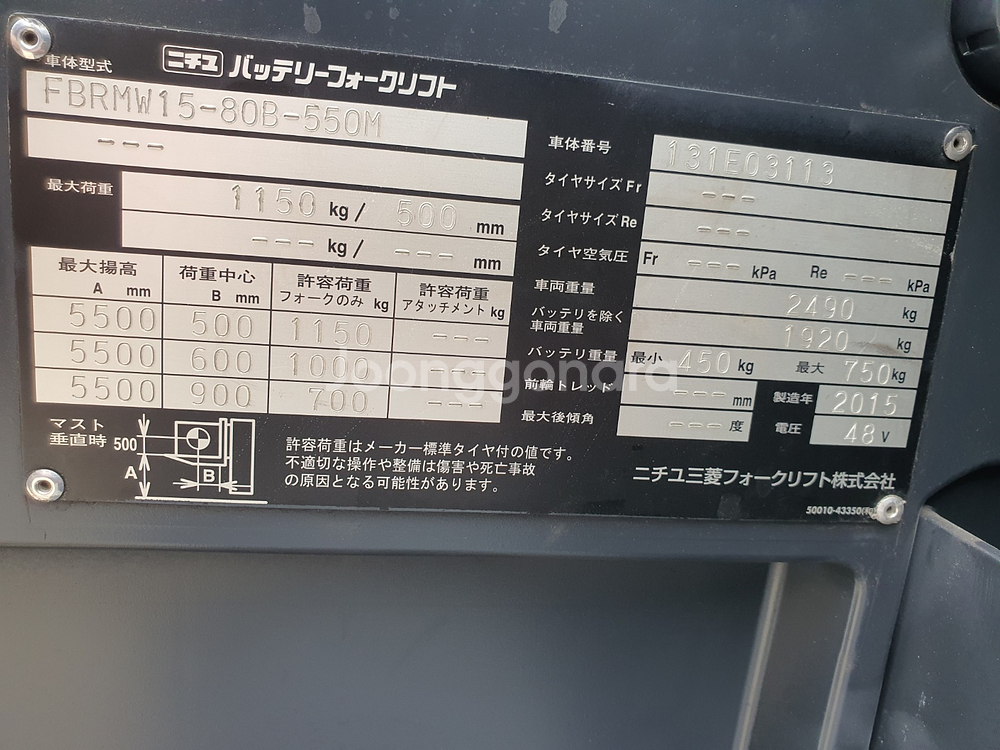 ニチユ バッテリーフォークリフト
車体型式
FBRMW15-80B-550M
---
最大荷重
1150 kg / 500 mm
--- kg / --- mm
最大揚高 A mm 荷重中心 B mm 許容荷重 フォークのみ kg 許容荷重 アタッチメント kg
5500 500 1150 ---
5500 600 1000 ---
5500 900 700 ---
マスト垂直時 500 A B
許容荷重はメーカー標準タイヤ付の値です。
不適切な操作や整備は傷害や死亡事故
の原因となる可能性があります。
車体番号 131E03113
タイヤサイズ Fr ---
タイヤサイズ Re ---
タイヤ空気圧 Fr --- kPa Re --- kPa
車両重量 2490 kg
バッテリを除く車両重量 1920 kg
バッテリ重量 最小 450 kg 最大 750 kg
前輪トレッド --- mm 製造年 2015
最大後傾角 --- 度 電圧 48 V
ニチユ三菱フォークリフト株式会社
joonggonara